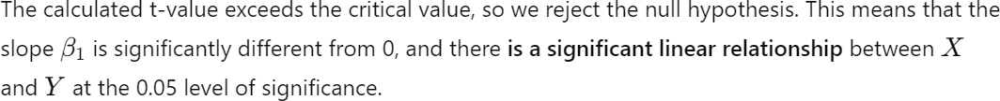 The calculated t-value exceeds the critical value, so we reject the null hypothesis. This means that the
slope β₁ is significantly different from 0, and there is a significant linear relationship between X
and Y at the 0.05 level of significance.